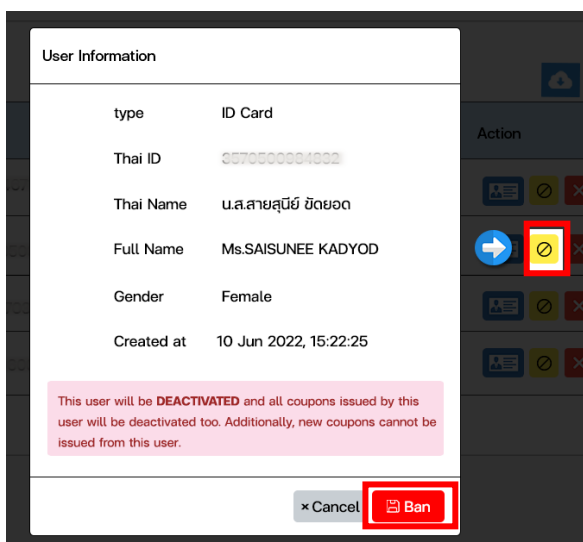 User Information
type ID Card
Action
Thai ID
Thai Name น.ส.สายสุนีย์ ขัดยอด
Full Name Ms.SAISUNEE KADYOD
Gender Female
Created at 10 Jun 2022, 15:22:25
This user will be DEACTIVATED and all coupons issued by this
user will be deactivated too. Additionally, new coupons cannot be
issued from this user.
× Cancel Ban